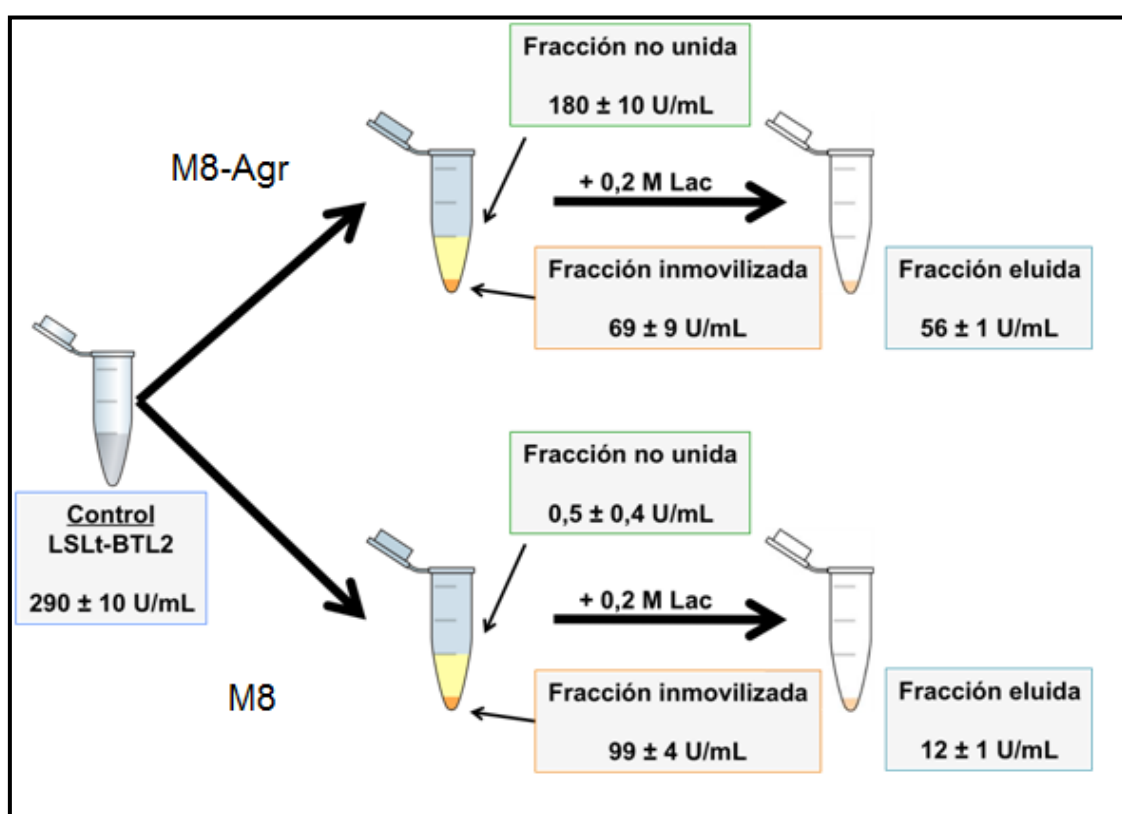 Fracción no unida
180 ± 10 U/mL
M8-Agr
+ 0,2 M Lac
Fracción inmovilizada
69 ± 9 U/mL
Fracción eluida
56 ± 1 U/mL
Control
LSLt-BTL2
290 ± 10 U/mL
Fracción no unida
0,5 ± 0,4 U/mL
+ 0,2 M Lac
M8
Fracción inmovilizada
99 ± 4 U/mL
Fracción eluida
12 ± 1 U/mL